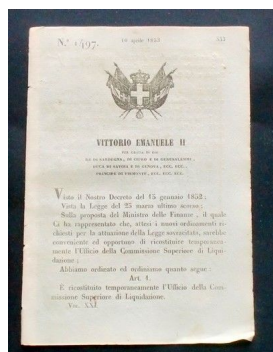 N.º 1497.
10 aprile 1853
VITTORIO EMANUELE II
PER GRAZIA DI DIO
RE DI SARDEGNA, DI CIPRO E DI GERUSALEMME,
DUCA DI SAVOIA E DI GENOVA, ECC. ECC.,
PRINCIPE DI PIEMONTE, ECC. ECC. ECC.
Visto il Nostro Decreto del 15 gennaio 1852;
Vista la Legge del 23 marzo ultimo scorso;
Sulla proposta del Ministro delle Finanze, il quale
Ci ha rappresentato che, attesi i nuovi ordinamenti ri-
chiesti per la attuazione della Legge succitata, sarebbe
conveniente ed opportuno di ricostituire temporanea-
mente l'Ufficio della Commissione Superiore di Liqui-
dazione;
Abbiamo ordinato ed ordiniamo quanto segue:
Art. 1.
È ricostituito temporaneamente l'Ufficio della Com-
missione Superiore di Liquidazione.
Vol. XXI.